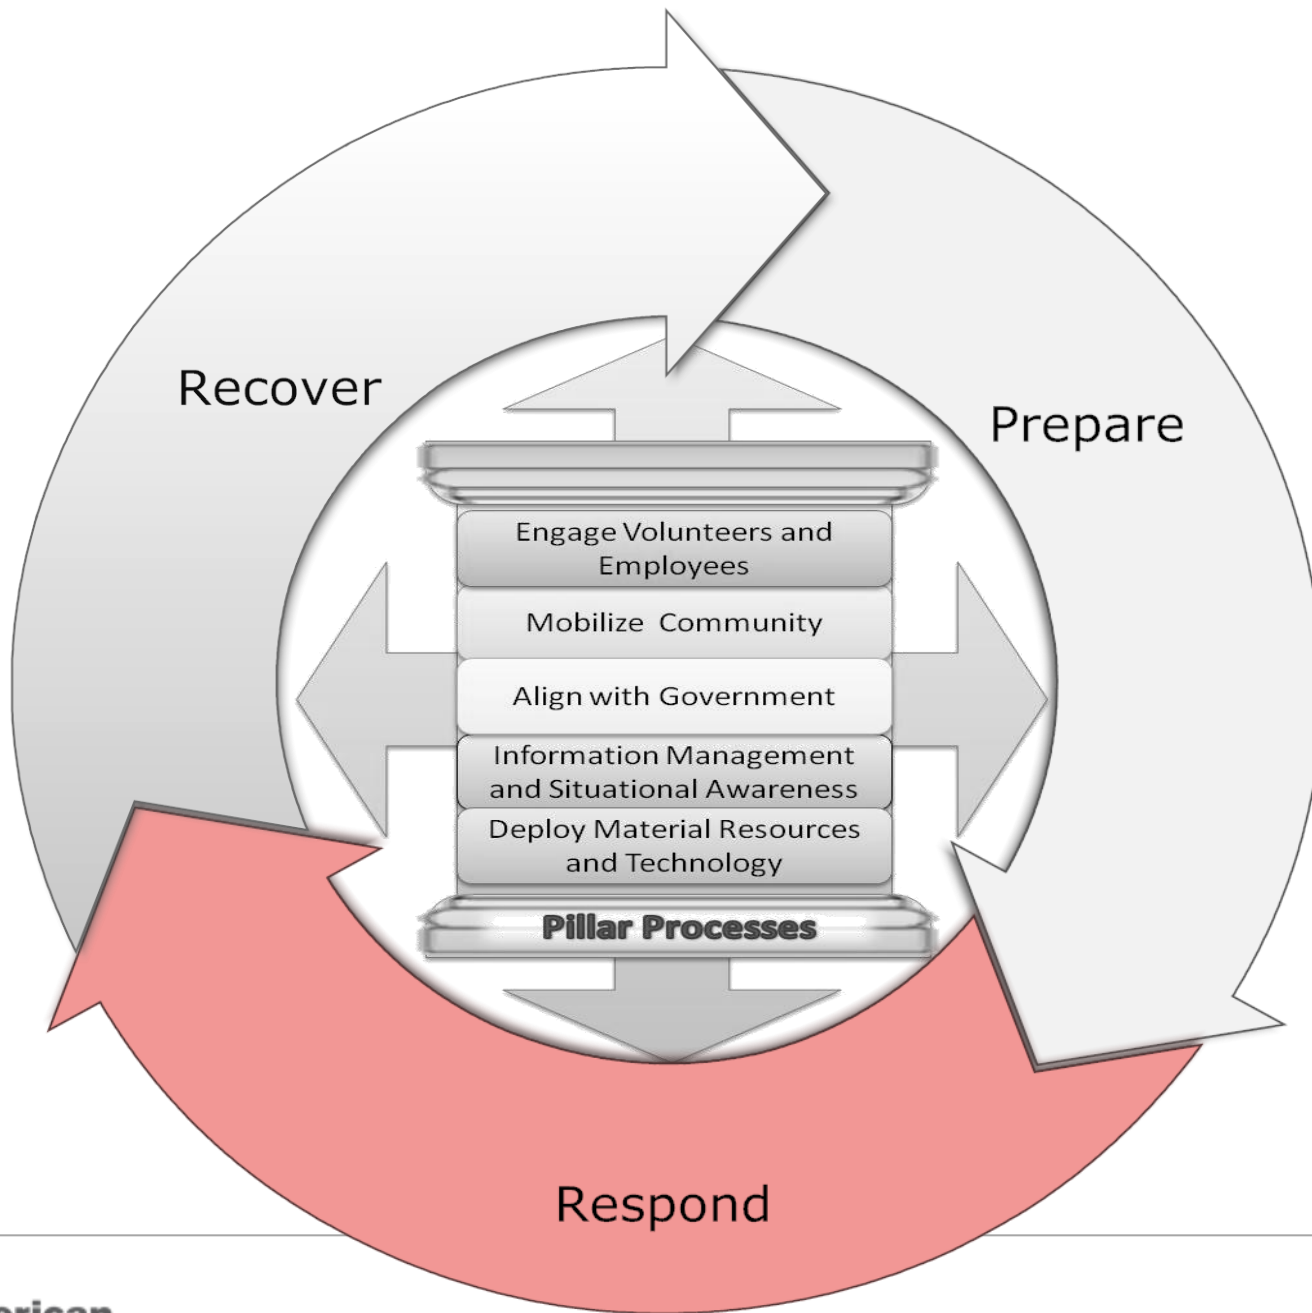 Recover
Prepare
Engage Volunteers and
Employees
Mobilize Community
Align with Government
Information Management
and Situational Awareness
Deploy Material Resources
and Technology
Pillar Processes
Respond